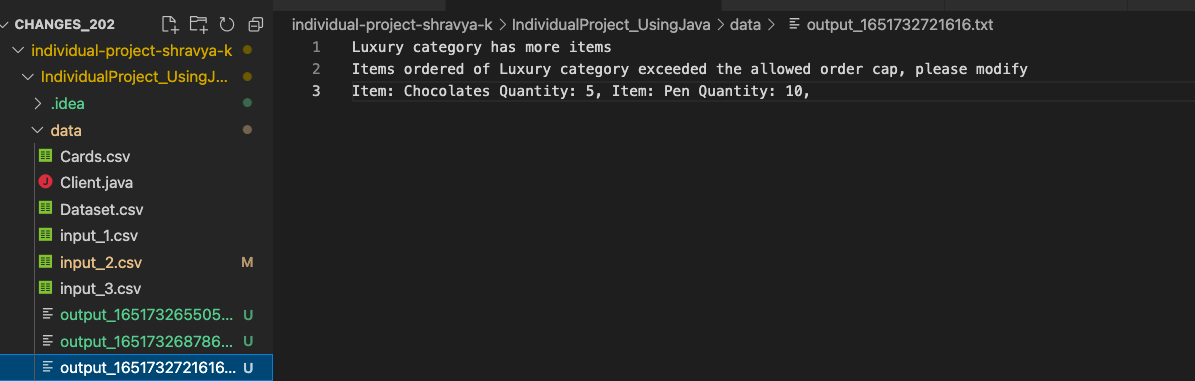 CHANGES_202
individual-project-shravya-k
IndividualProject_UsingJ...
.idea
data
Cards.csv
Client.java
Dataset.csv
input_1.csv
input_2.csv M
input_3.csv
output_165173265505... U
output_165173268786... U
output_1651732721616... U
individual-project-shravya-k > IndividualProject_UsingJava > data > output_1651732721616.txt
1 Luxury category has more items
2 Items ordered of Luxury category exceeded the allowed order cap, please modify
3 Item: Chocolates Quantity: 5, Item: Pen Quantity: 10,